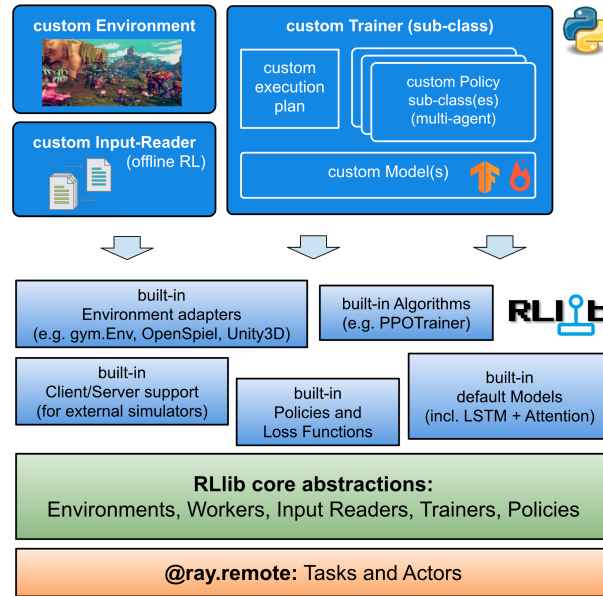 custom Environment
custom Input-Reader
(offline RL)
custom Trainer (sub-class)
custom
execution
plan
custom Policy
sub-class(es)
(multi-agent)
custom Model(s)
built-in
Environment adapters
(e.g. gym.Env, OpenSpiel, Unity3D)
built-in Algorithms
(e.g. PPOTrainer)
RLlib
built-in
Client/Server support
(for external simulators)
built-in
Policies and
Loss Functions
built-in
default Models
(incl. LSTM + Attention)
RLlib core abstractions:
Environments, Workers, Input Readers, Trainers, Policies
@ray.remote: Tasks and Actors